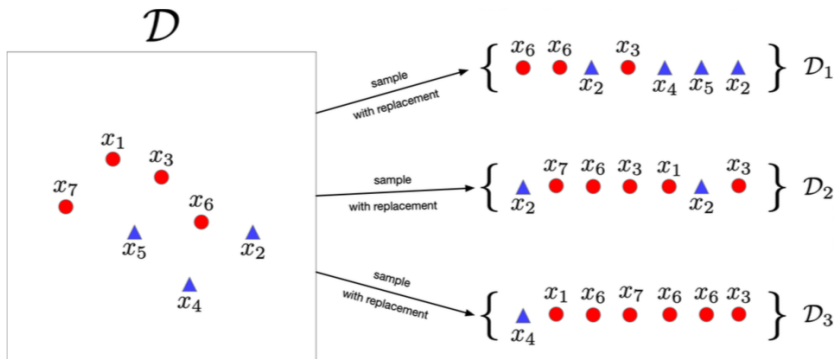 𝒟
x₁
x₃
x₇
x₆
x₅
x₂
x₄
sample
with replacement
{ x₆ x₆ x₂ x₃ x₄ x₅ x₂ } 𝒟₁
sample
with replacement
{ x₂ x₇ x₆ x₃ x₁ x₂ x₃ } 𝒟₂
sample
with replacement
{ x₄ x₁ x₆ x₇ x₆ x₆ x₃ } 𝒟₃